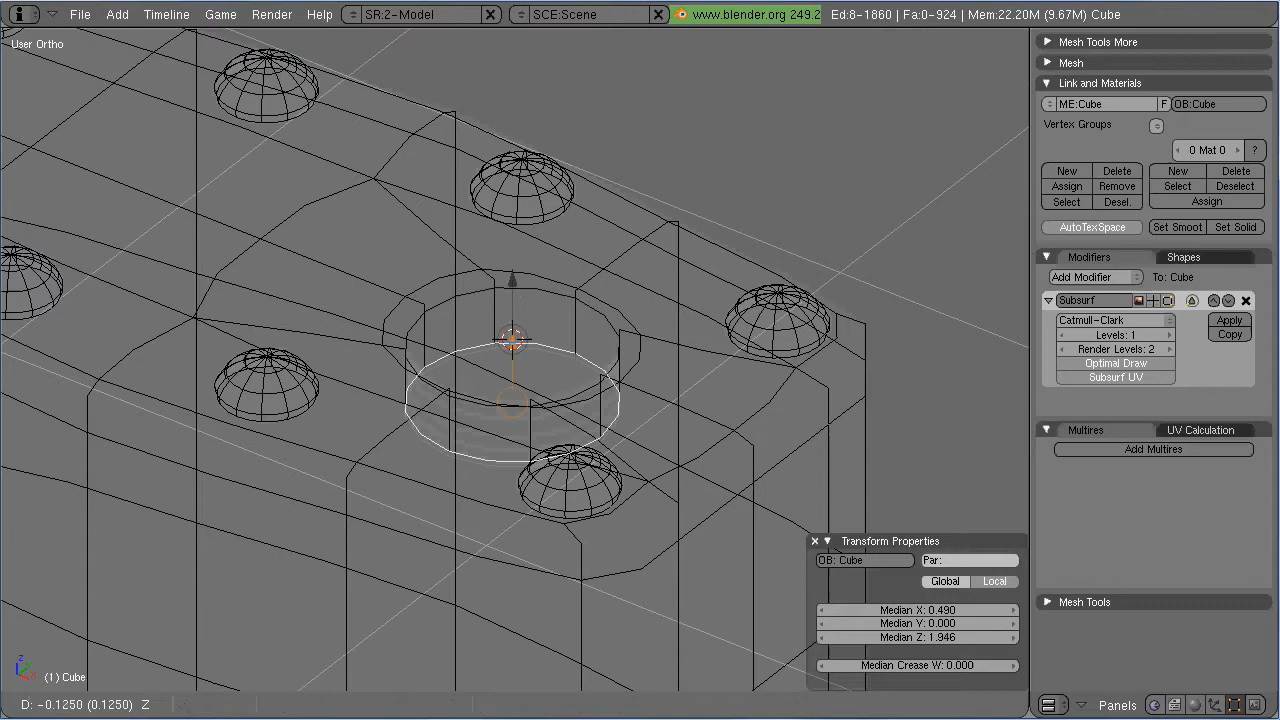 File Add Timeline Game Render Help SR:2-Model SCE:Scene www.blender.org 249.2 Ed:8-1860 | Fa:0-924 | Mem:22.20M (9.67M) Cube
User Ortho
Mesh Tools More
Mesh
Link and Materials
ME:Cube F OB:Cube
Vertex Groups
0 Mat 0 ?
New Delete New Delete
Assign Remove Select Deselect
Select Desel. Assign
AutoTexSpace Set Smoot Set Solid
Modifiers Shapes
Add Modifier To: Cube
Subsurf
Catmull-Clark Apply
Levels: 1 Copy
Render Levels: 2
Optimal Draw
Subsurf UV
Multires UV Calculation
Add Multires
Transform Properties
OB: Cube Par:
Global Local
Median X: 0.490
Median Y: 0.000
Median Z: 1.946
Median Crease W: 0.000
Mesh Tools
z
(1) Cube
D: -0.1250 (0.1250) Z
Panels